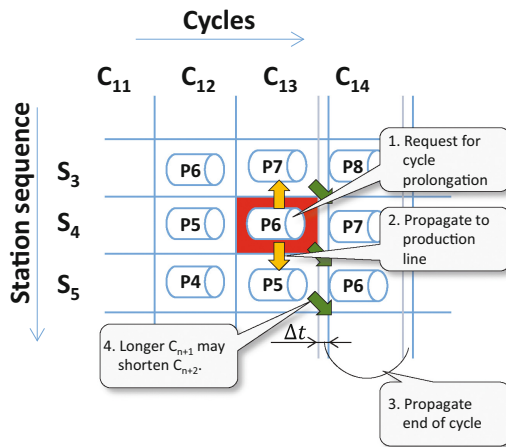 Cycles
C₁₁ C₁₂ C₁₃ C₁₄
Station sequence
S₃ P6 P7 P8
1. Request for
cycle
prolongation
S₄ P5 P6 P7
2. Propagate to
production
line
S₅ P4 P5 P6
4. Longer Cₙ₊₁ may
shorten Cₙ₊₂.
Δt
3. Propagate
end of cycle